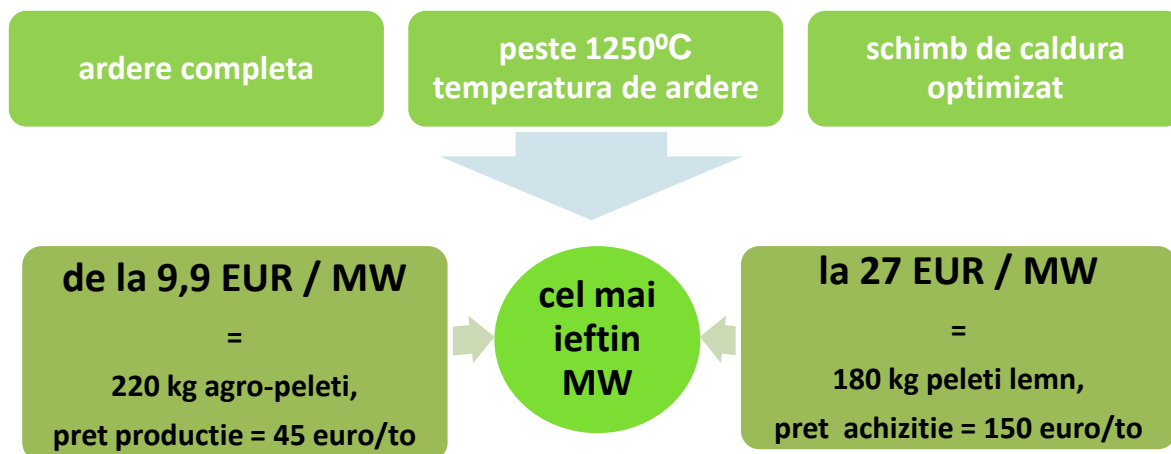 ardere completa
peste 1250⁰C
temperatura de ardere
schimb de caldura
optimizat
de la 9,9 EUR / MW
=
220 kg agro-peleti,
pret productie = 45 euro/to
cel mai
ieftin
MW
la 27 EUR / MW
=
180 kg peleti lemn,
pret achizitie = 150 euro/to